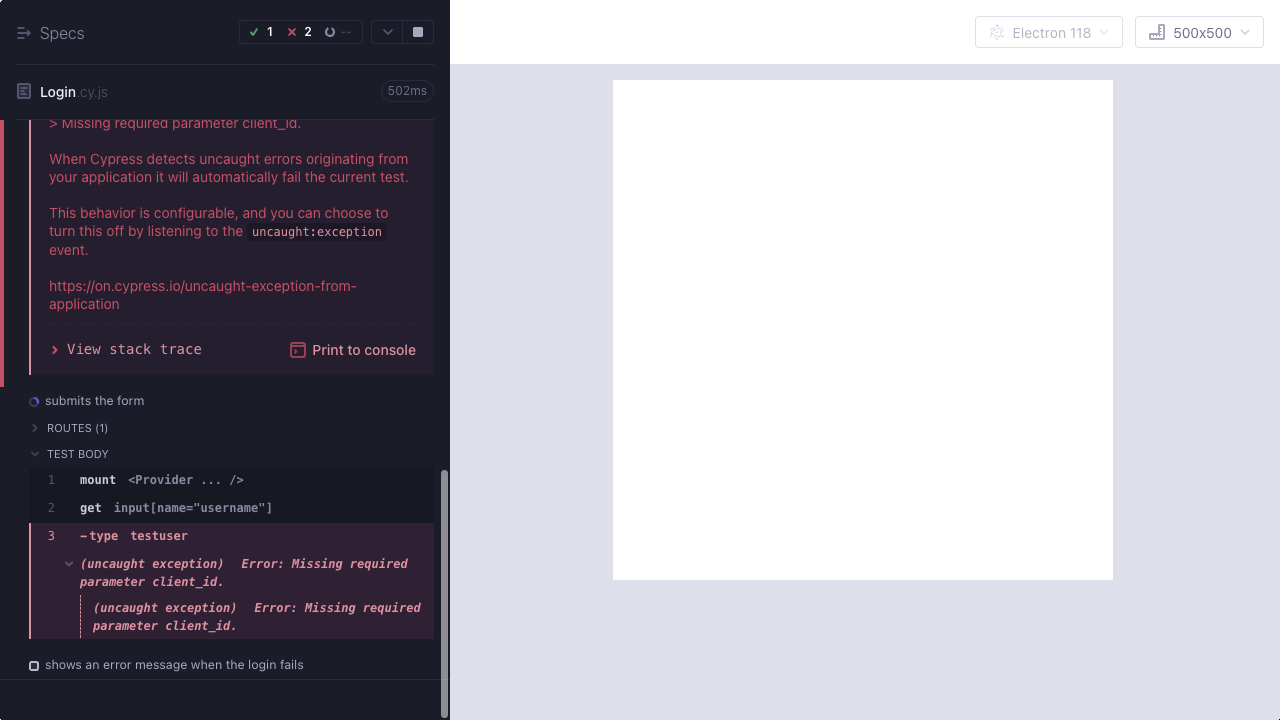 Specs
1 2 --
Electron 118
500x500
Login.cy.js
502ms
> Missing required parameter client_id.
When Cypress detects uncaught errors originating from
your application it will automatically fail the current test.
This behavior is configurable, and you can choose to
turn this off by listening to the uncaught:exception
event.
https://on.cypress.io/uncaught-exception-from-
application
View stack trace
Print to console
submits the form
ROUTES (1)
TEST BODY
1 mount <Provider ... />
2 get input[name="username"]
3 -type testuser
(uncaught exception) Error: Missing required
parameter client_id.
(uncaught exception) Error: Missing required
parameter client_id.
shows an error message when the login fails